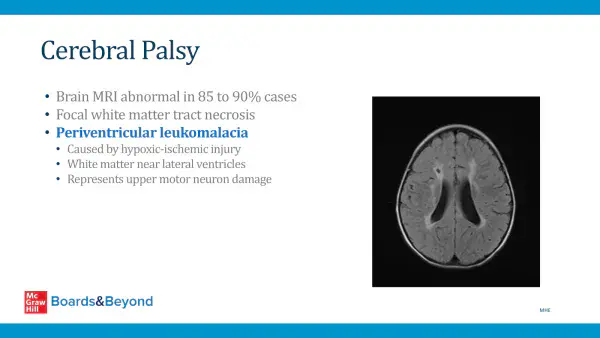 Cerebral Palsy
• Brain MRI abnormal in 85 to 90% cases
• Focal white matter tract necrosis
• Periventricular leukomalacia
• Caused by hypoxic-ischemic injury
• White matter near lateral ventricles
• Represents upper motor neuron damage
Mc
Graw
Hill
Boards&Beyond
MHE